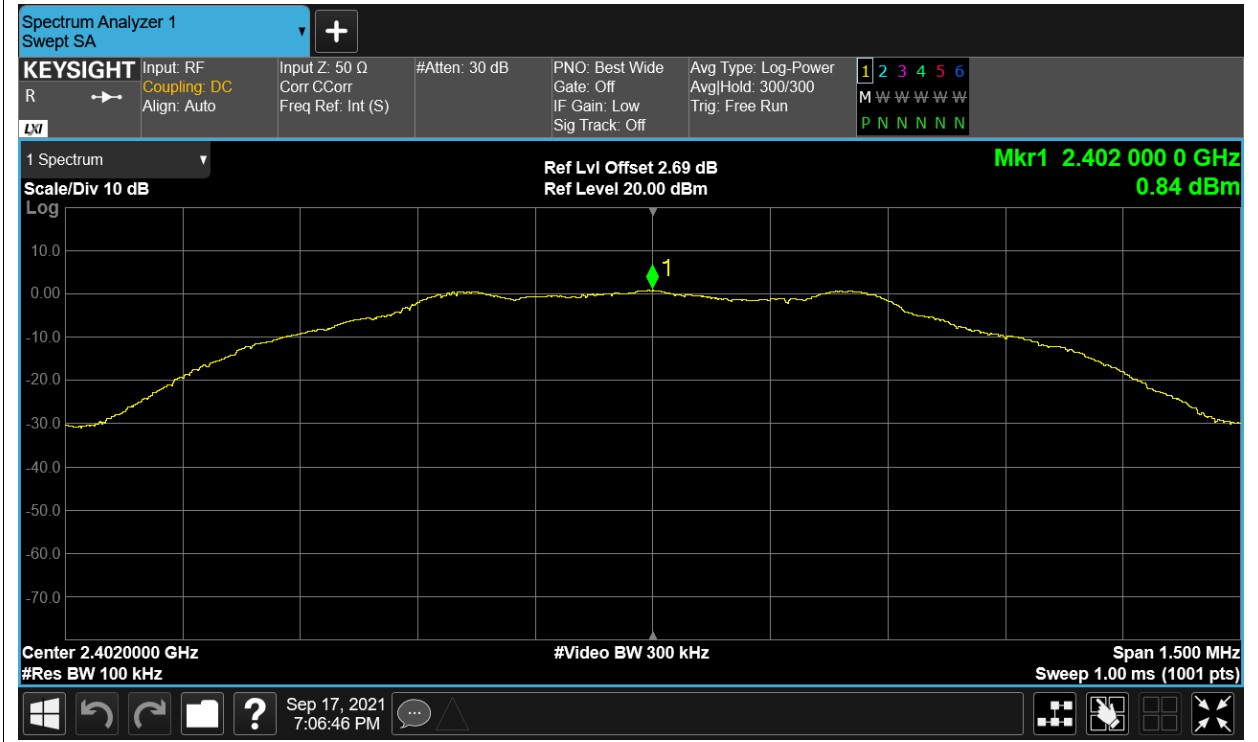 Spectrum Analyzer 1
Swept SA
KEYSIGHT
R
LXI
Input: RF
Coupling: DC
Align: Auto
Input Z: 50 Ω
Corr CCorr
Freq Ref: Int (S)
#Atten: 30 dB
PNO: Best Wide
Gate: Off
IF Gain: Low
Sig Track: Off
Avg Type: Log-Power
Avg|Hold: 300/300
Trig: Free Run
1 2 3 4 5 6
M W W W W W
P N N N N N
1 Spectrum
Scale/Div 10 dB
Log
Ref Lvl Offset 2.69 dB
Ref Level 20.00 dBm
Mkr1 2.402 000 0 GHz
0.84 dBm
1
10.0
0.00
-10.0
-20.0
-30.0
-40.0
-50.0
-60.0
-70.0
Center 2.4020000 GHz
#Video BW 300 kHz
Span 1.500 MHz
#Res BW 100 kHz
Sweep 1.00 ms (1001 pts)
?
Sep 17, 2021
7:06:46 PM